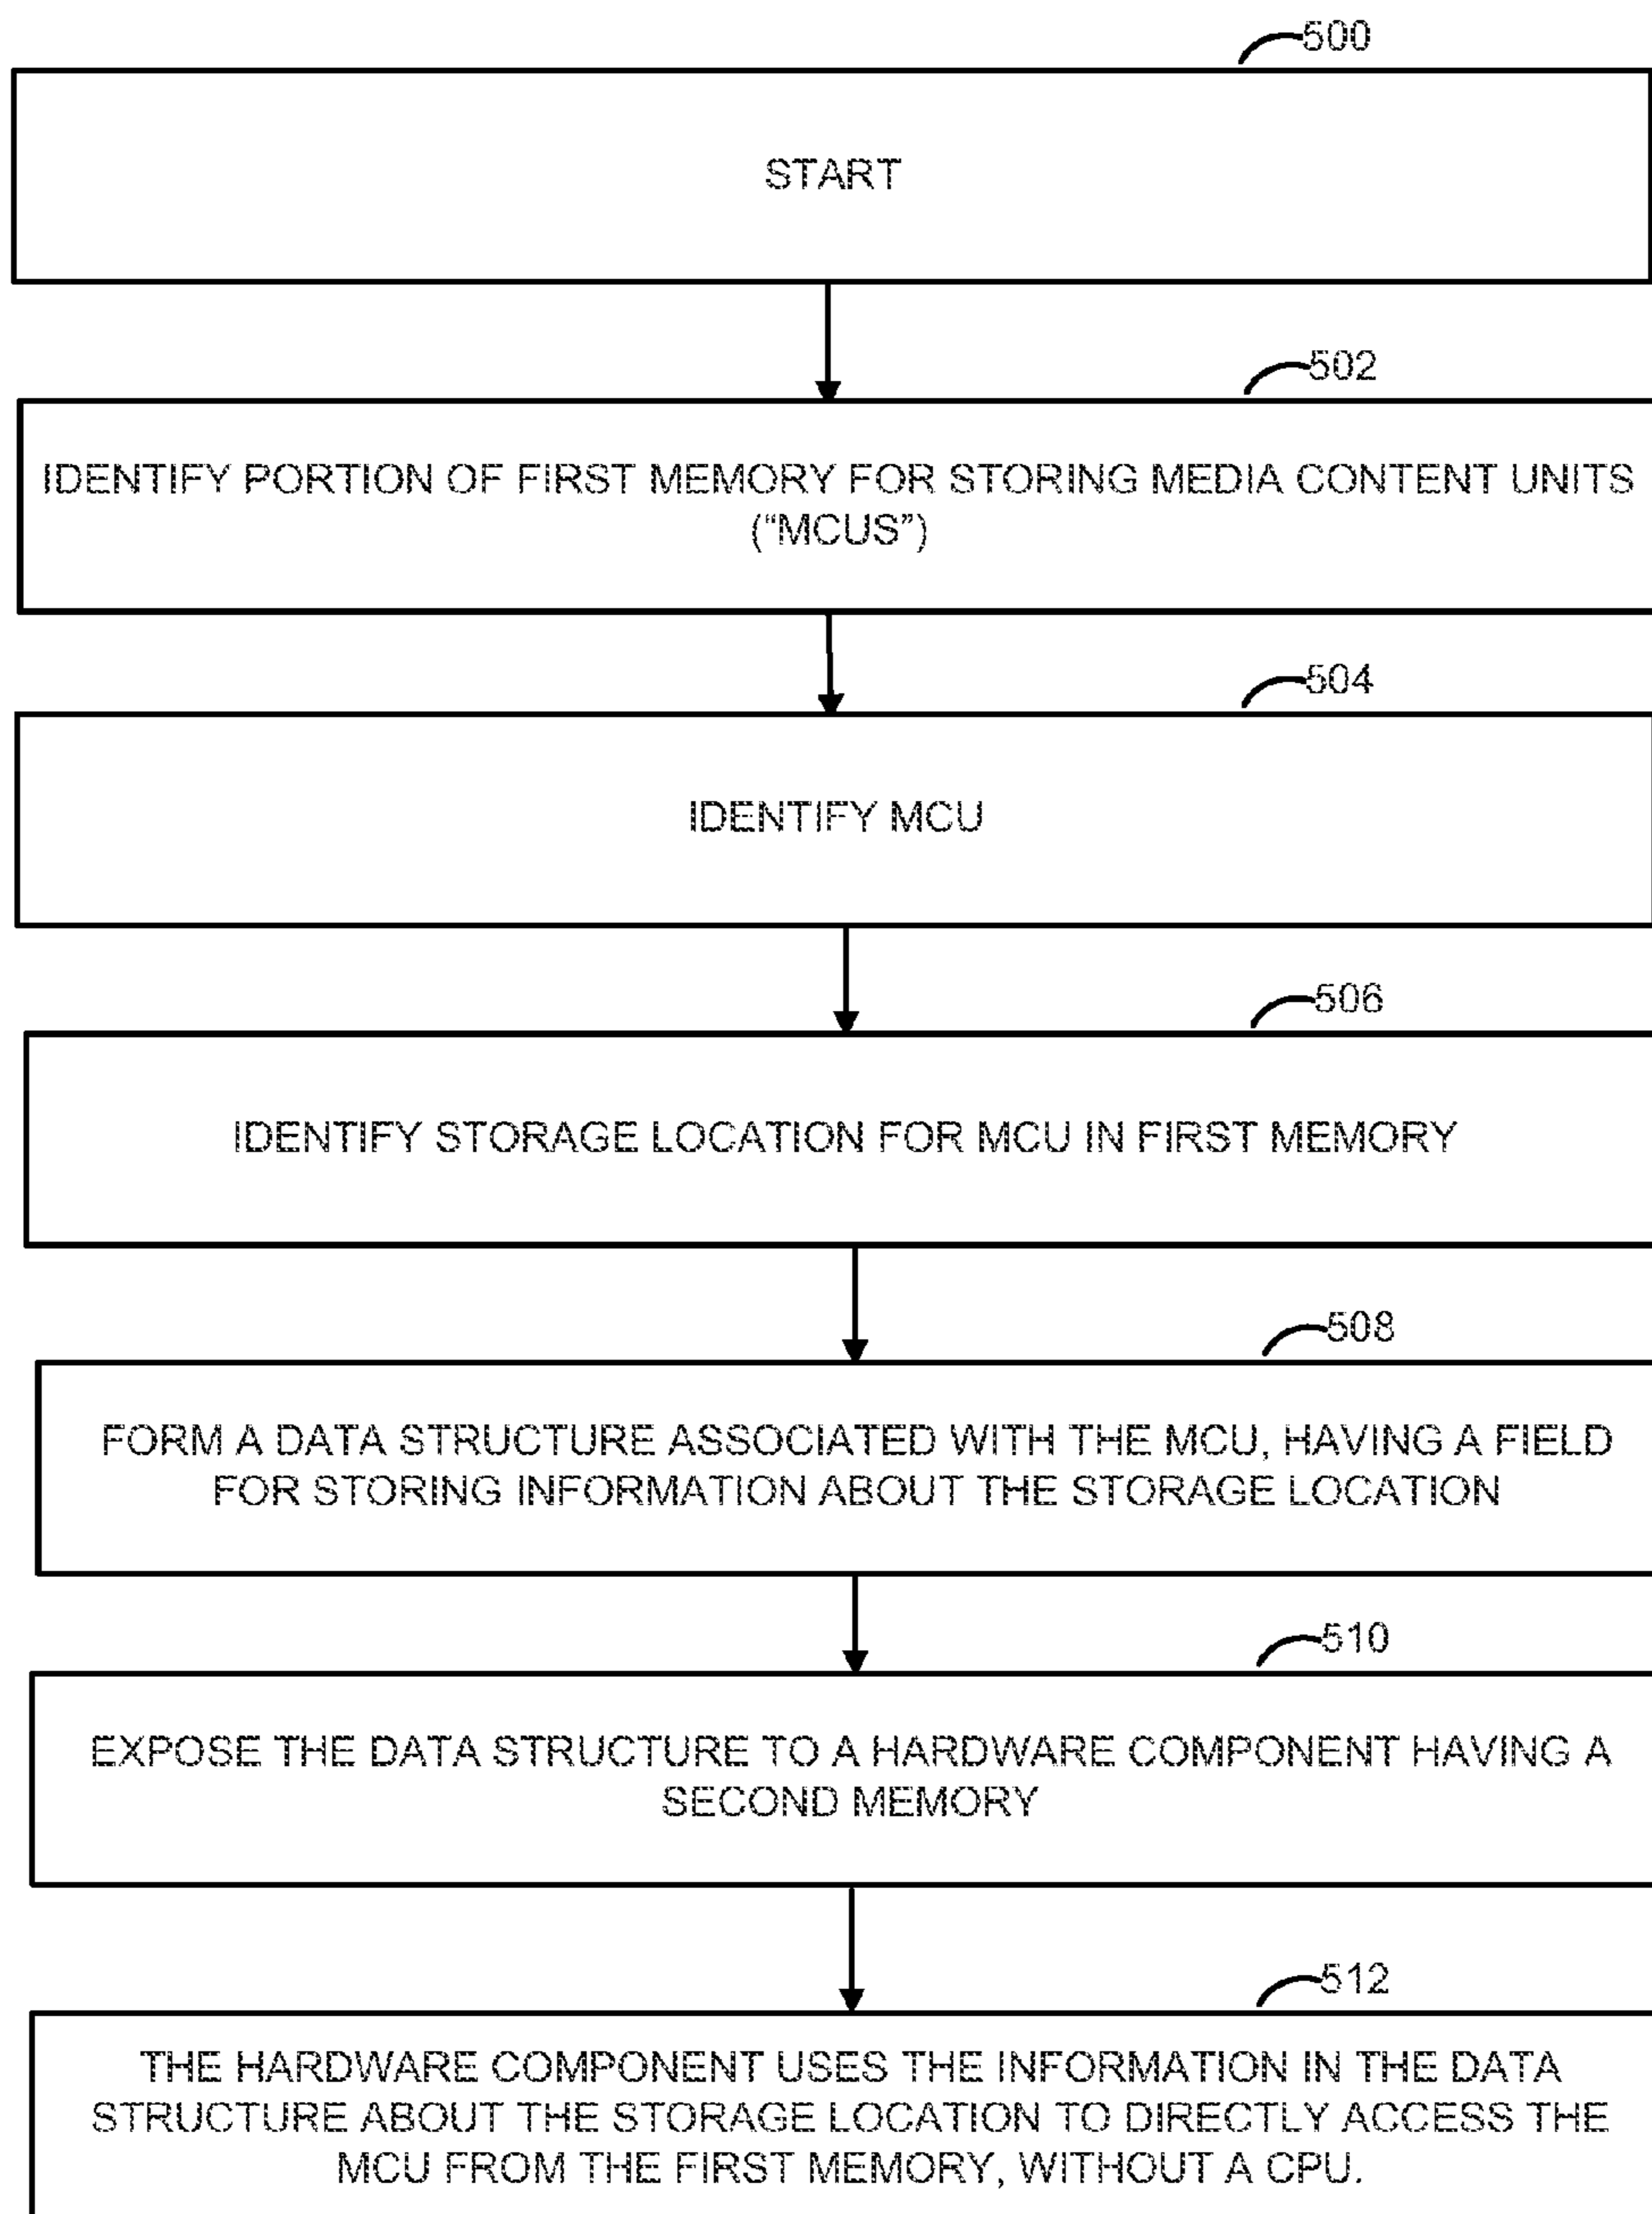 500
START
502
IDENTIFY PORTION OF FIRST MEMORY FOR STORING MEDIA CONTENT UNITS
(“MCUS”)
504
IDENTIFY MCU
506
IDENTIFY STORAGE LOCATION FOR MCU IN FIRST MEMORY
508
FORM A DATA STRUCTURE ASSOCIATED WITH THE MCU, HAVING A FIELD
FOR STORING INFORMATION ABOUT THE STORAGE LOCATION
510
EXPOSE THE DATA STRUCTURE TO A HARDWARE COMPONENT HAVING A
SECOND MEMORY
512
THE HARDWARE COMPONENT USES THE INFORMATION IN THE DATA
STRUCTURE ABOUT THE STORAGE LOCATION TO DIRECTLY ACCESS THE
MCU FROM THE FIRST MEMORY, WITHOUT A CPU.